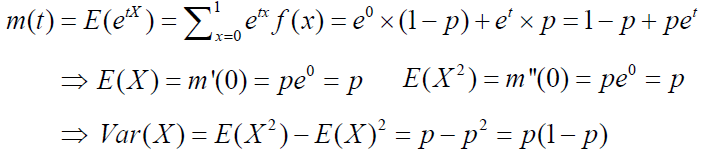 m(t) = E(e^{tX}) = ∑_{x=0}^{1} e^{tx} f(x) = e^0 × (1 − p) + e^t × p = 1 − p + pe^t
⇒ E(X) = m'(0) = pe^0 = p  E(X^2) = m"(0) = pe^0 = p
⇒ Var(X) = E(X^2) − E(X)^2 = p − p^2 = p(1 − p)